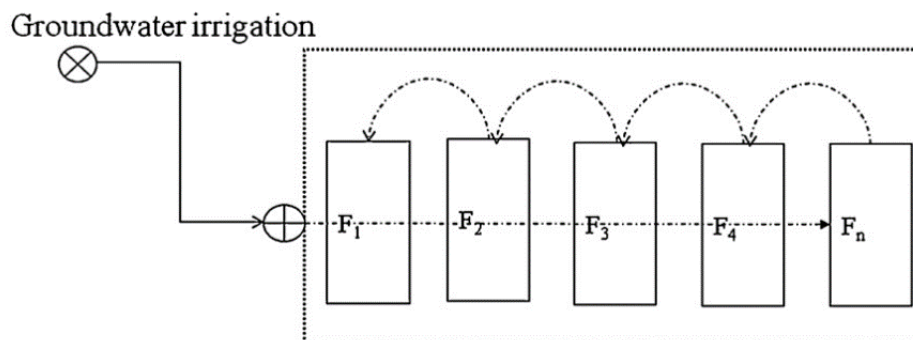 Groundwater irrigation
F₁ F₂ F₃ F₄ Fₙ